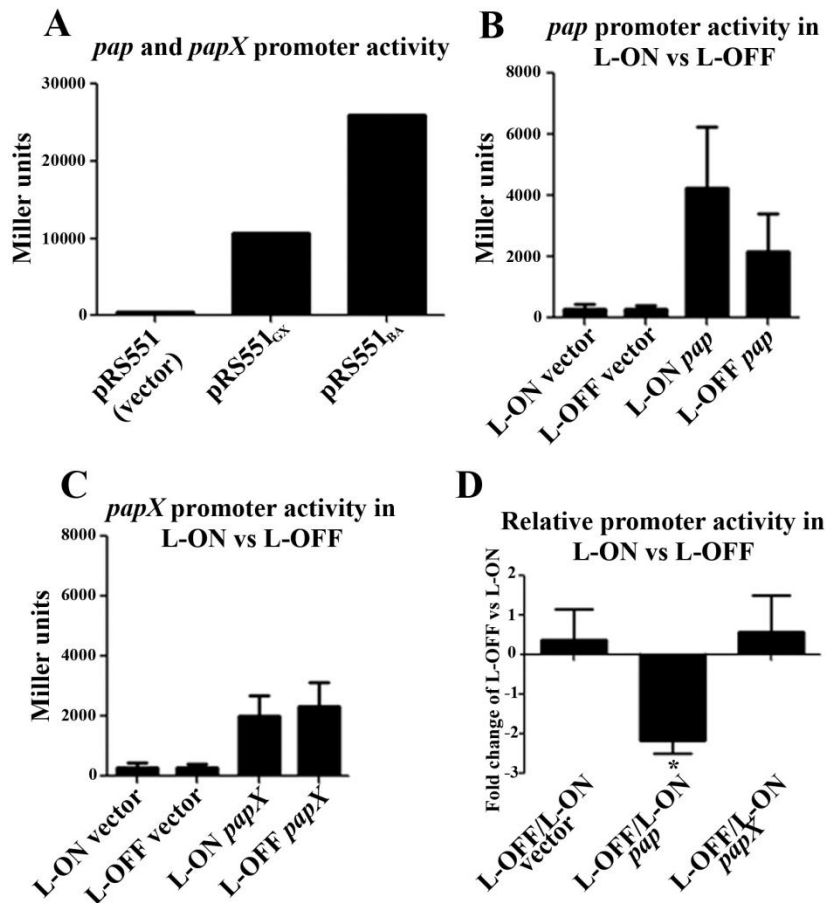 A
pap and papX promoter activity
Miller units
30000
20000
10000
0
pRS551
(vector)
pRS551GX
pRS551BA
B
pap promoter activity in
L-ON vs L-OFF
Miller units
8000
6000
4000
2000
0
L-ON vector
L-OFF vector
L-ON pap
L-OFF pap
C
papX promoter activity in
L-ON vs L-OFF
Miller units
8000
6000
4000
2000
0
L-ON vector
L-OFF vector
L-ON papX
L-OFF papX
D
Relative promoter activity in
L-ON vs L-OFF
Fold change of L-OFF vs L-ON
2
1
0
-1
-2
-3
*
L-OFF/L-ON
vector
L-OFF/L-ON
pap
L-OFF/L-ON
papX